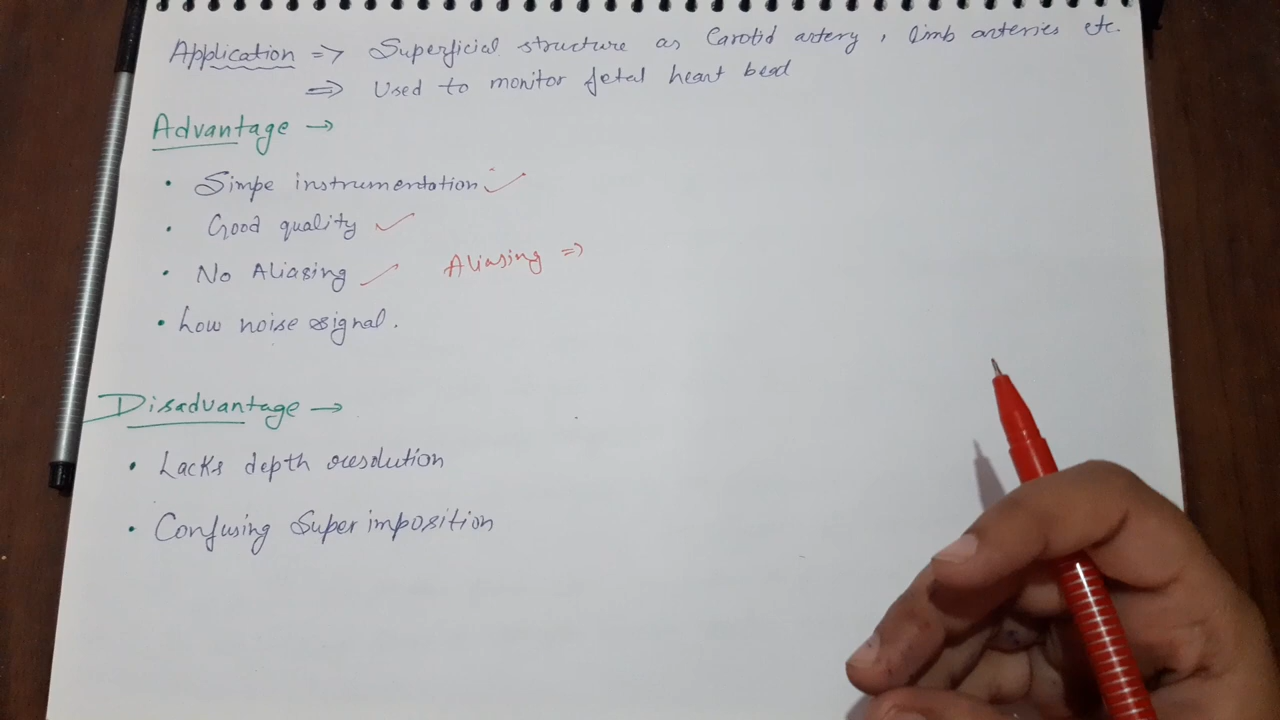 Application => Superficial structure as Carotid artery, limb arteries etc.
=> Used to monitor fetal heart bead
Advantage →
• Simpe instrumentation ✓
• Good quality ✓
• No Aliasing ✓ Aliasing =>
• Low noise signal.
Disadvantage →
• Lacks depth resolution
• Confusing Superimposition